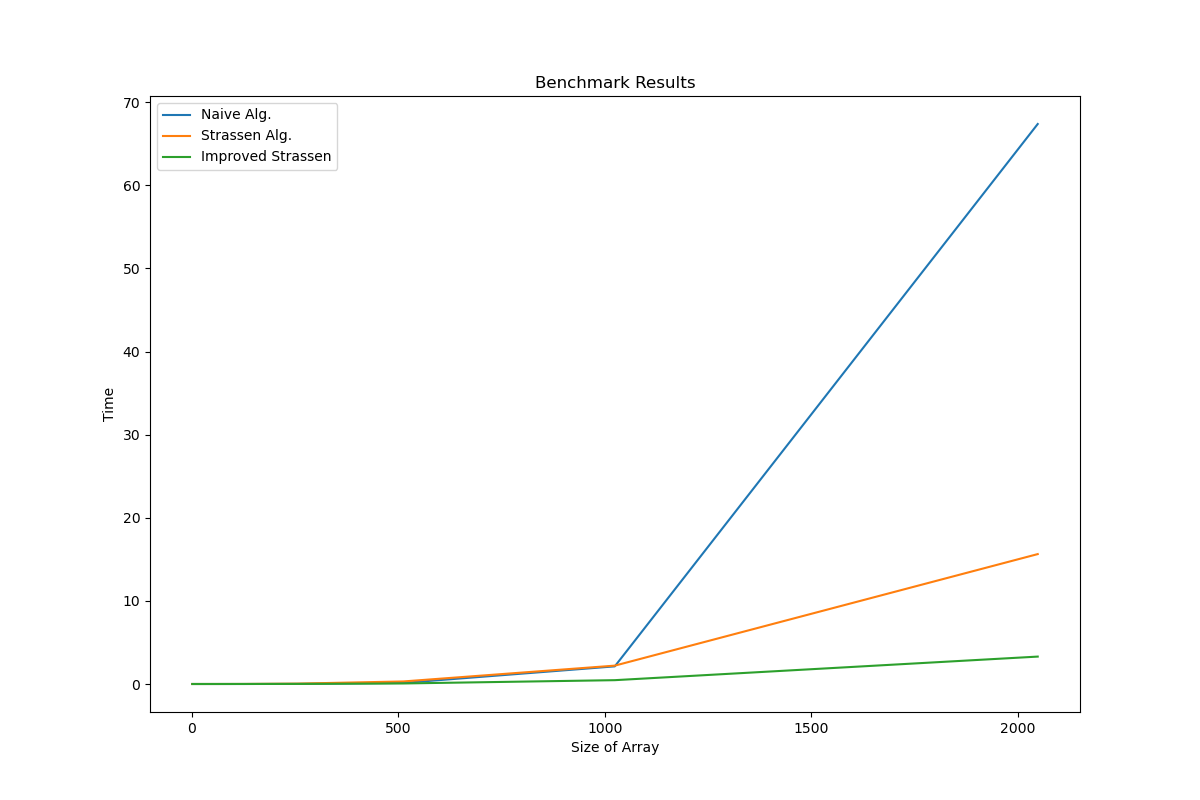 Benchmark Results
Naive Alg.
Strassen Alg.
Improved Strassen
70
60
50
40
30
20
10
0
Time
0 500 1000 1500 2000
Size of Array